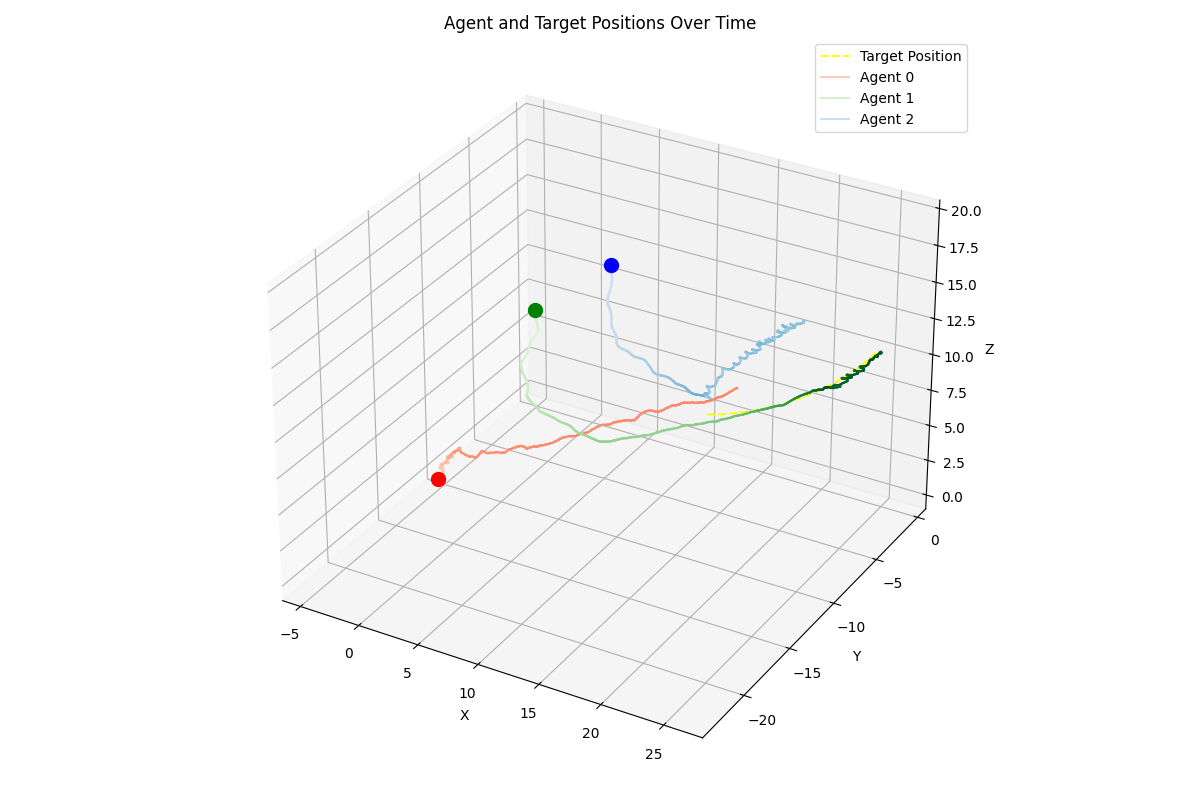 Agent and Target Positions Over Time
Target Position
Agent 0
Agent 1
Agent 2
20.0
17.5
15.0
12.5
10.0
7.5
5.0
2.5
0.0
Z
0
−5
−10
−15
−20
Y
−5
0
5
10
15
20
25
X